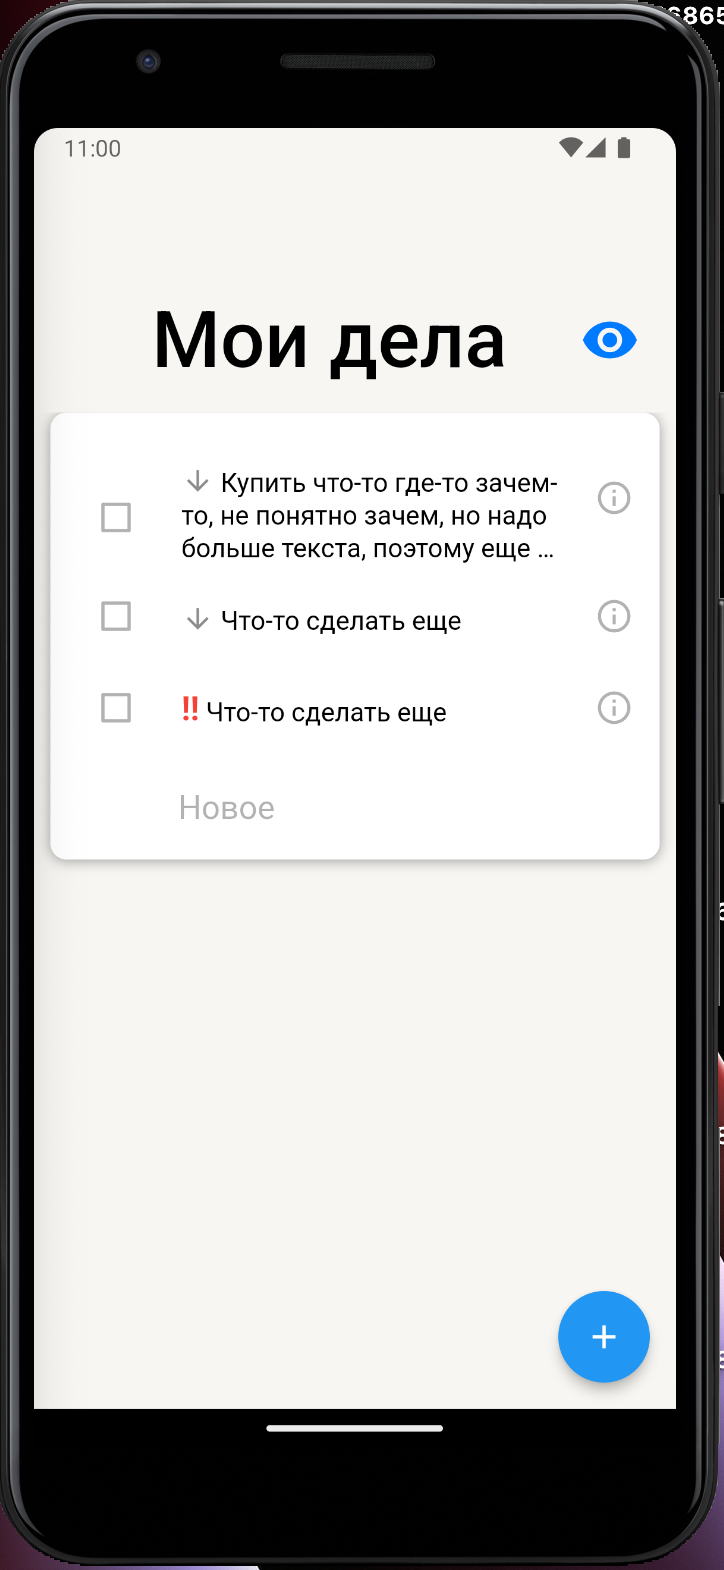 6865
11:00
Мои дела
Купить что-то где-то зачем-
то, не понятно зачем, но надо
больше текста, поэтому еще ...
Что-то сделать еще
!! Что-то сделать еще
Новое